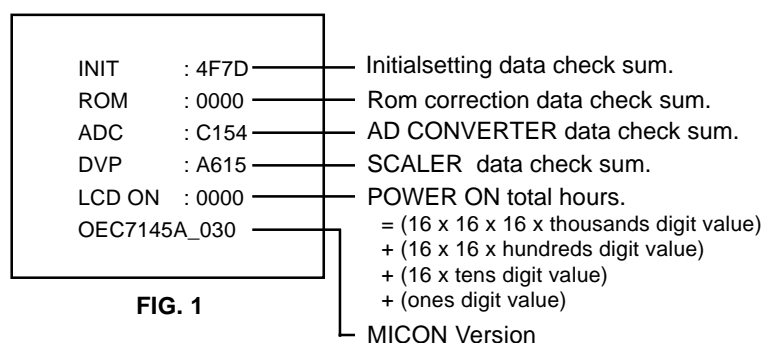 INIT : 4F7D
Initialsetting data check sum.
ROM : 0000
Rom correction data check sum.
ADC : C154
AD CONVERTER data check sum.
DVP : A615
SCALER data check sum.
LCD ON : 0000
POWER ON total hours.
= (16 x 16 x 16 x thousands digit value)
+ (16 x 16 x hundreds digit value)
+ (16 x tens digit value)
+ (ones digit value)
OEC7145A_030
MICON Version
FIG. 1